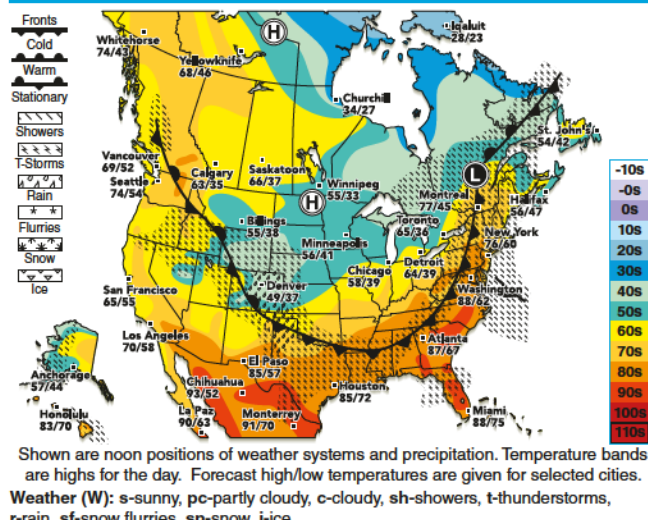 Fronts
Cold
Warm
Stationary
Showers
T-Storms
Rain
Flurries
Snow
Ice
H
Iqaluit
28/23
Whitehorse
74/43
Yellowknife
68/46
Churchill
34/27
St. John's
54/42
Vancouver
69/52
Seattle
74/54
Calgary
63/35
Saskatoon
66/37
Winnipeg
55/33
H
L
Montreal
77/45
Halifax
56/47
Billings
55/38
Minneapolis
56/41
Toronto
65/36
New York
76/60
Chicago
58/39
Detroit
64/39
Washington
88/62
San Francisco
65/55
Denver
49/37
Los Angeles
70/58
Atlanta
87/67
El Paso
85/57
Houston
85/72
Chihuahua
93/52
La Paz
90/63
Monterrey
91/70
Miami
88/75
Anchorage
57/44
Honolulu
83/70
-10s
-0s
0s
10s
20s
30s
40s
50s
60s
70s
80s
90s
100s
110s
Shown are noon positions of weather systems and precipitation. Temperature bands
are highs for the day. Forecast high/low temperatures are given for selected cities.
Weather (W): s-sunny, pc-partly cloudy, c-cloudy, sh-showers, t-thunderstorms,
r-rain, sf-snow flurries, sn-snow, i-ice